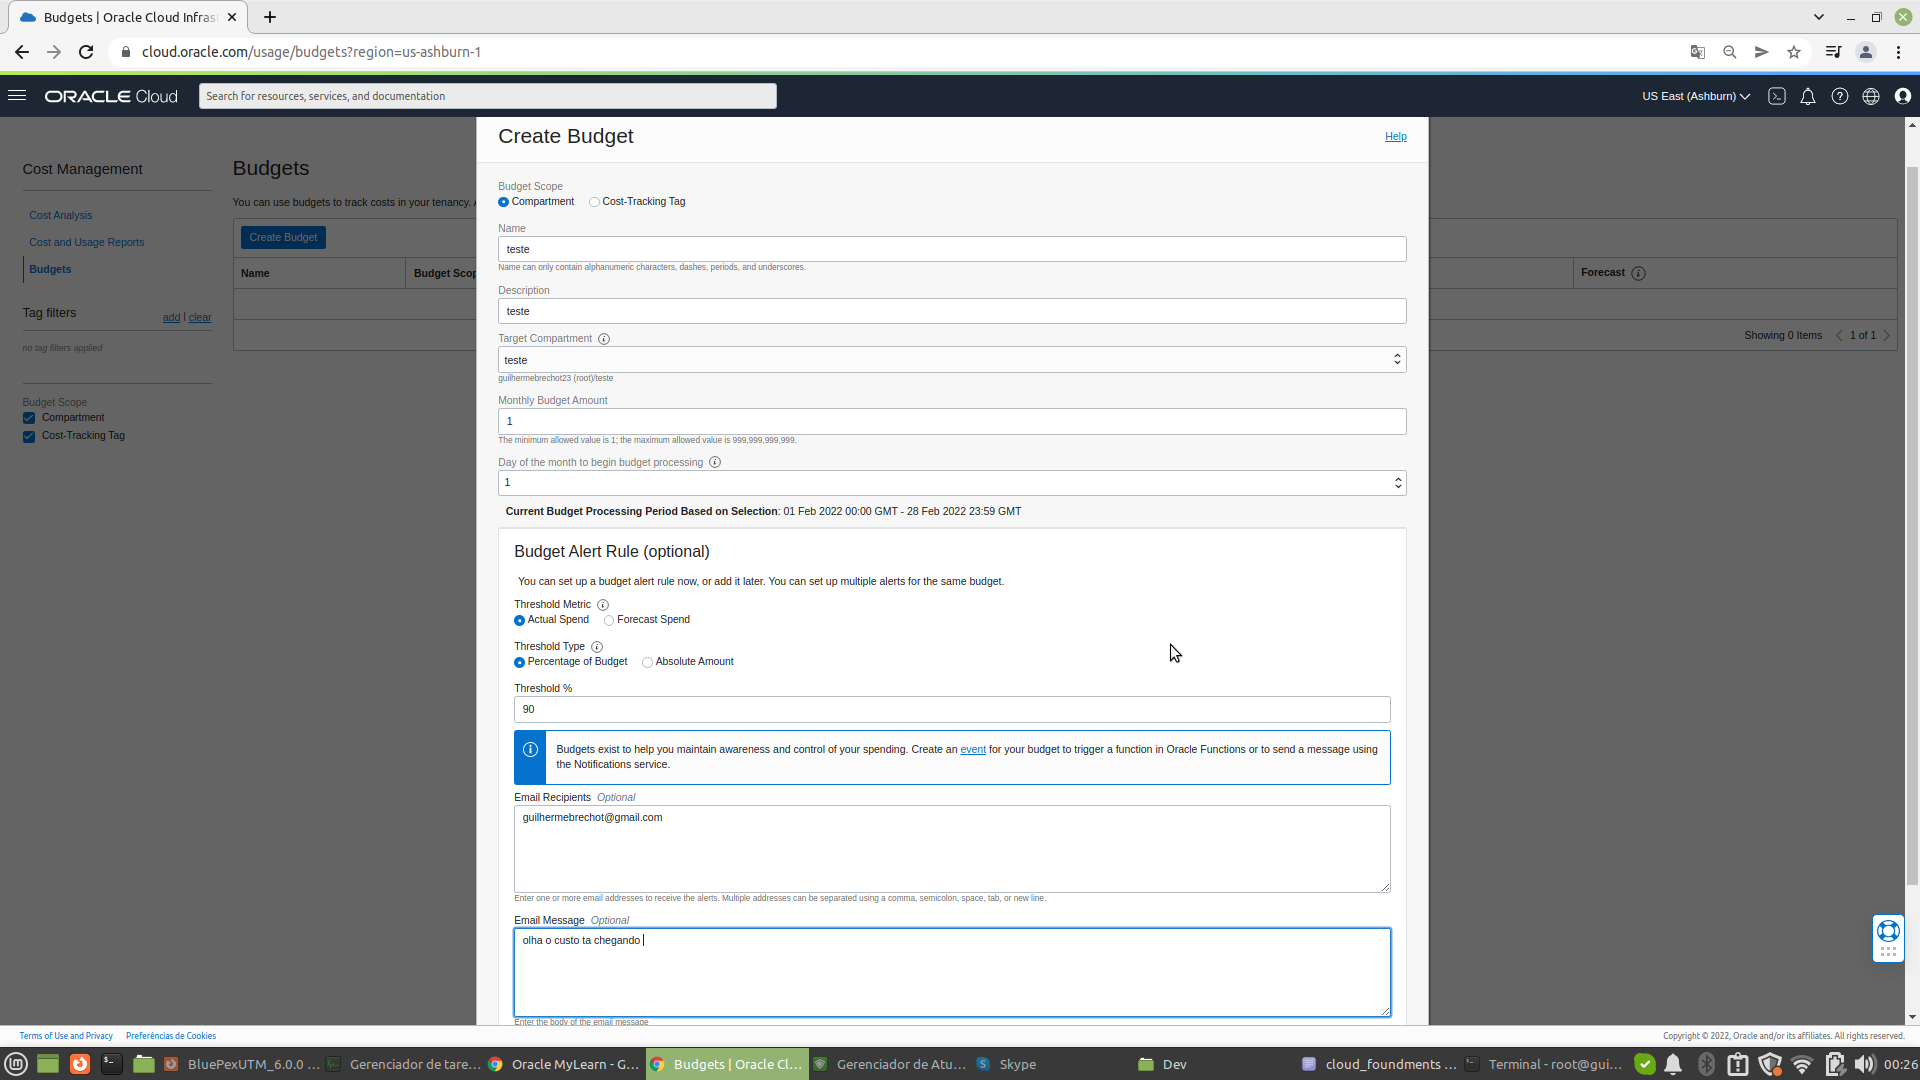 Budgets | Oracle Cloud Infras
cloud.oracle.com/usage/budgets?region=us-ashburn-1
ORACLE Cloud
Search for resources, services, and documentation
US East (Ashburn)
Create Budget
Help
Cost Management
Cost Analysis
Cost and Usage Reports
Budgets
Tag filters
add | clear
no tag filters applied
Budget Scope
Compartment
Cost-Tracking Tag
Budgets
You can use budgets to track costs in your tenancy.
Create Budget
Name
Budget Scop
Forecast
Showing 0 Items
1 of 1
Budget Scope
Compartment
Cost-Tracking Tag
Name
teste
Name can only contain alphanumeric characters, dashes, periods, and underscores.
Description
teste
Target Compartment
teste
guilhermebrechot23 (root)/teste
Monthly Budget Amount
1
The minimum allowed value is 1; the maximum allowed value is 999,999,999,999.
Day of the month to begin budget processing
1
Current Budget Processing Period Based on Selection: 01 Feb 2022 00:00 GMT - 28 Feb 2022 23:59 GMT
Budget Alert Rule (optional)
You can set up a budget alert rule now, or add it later. You can set up multiple alerts for the same budget.
Threshold Metric
Actual Spend
Forecast Spend
Threshold Type
Percentage of Budget
Absolute Amount
Threshold %
90
Budgets exist to help you maintain awareness and control of your spending. Create an event for your budget to trigger a function in Oracle Functions or to send a message using
the Notifications service.
Email Recipients Optional
guilhermebrechot@gmail.com
Enter one or more email addresses to receive the alerts. Multiple addresses can be separated using a comma, semicolon, space, tab, or new line.
Email Message Optional
olha o custo ta chegando
Enter the body of the email message
Terms of Use and Privacy
Preferências de Cookies
Copyright © 2022, Oracle and/or its affiliates. All rights reserved.
BluePexUTM_6.0.0 ...
Gerenciador de tare...
Oracle MyLearn - G...
Budgets | Oracle Cl...
Gerenciador de Atu...
Skype
Dev
cloud_foundments ...
Terminal - root@gui...
00:26